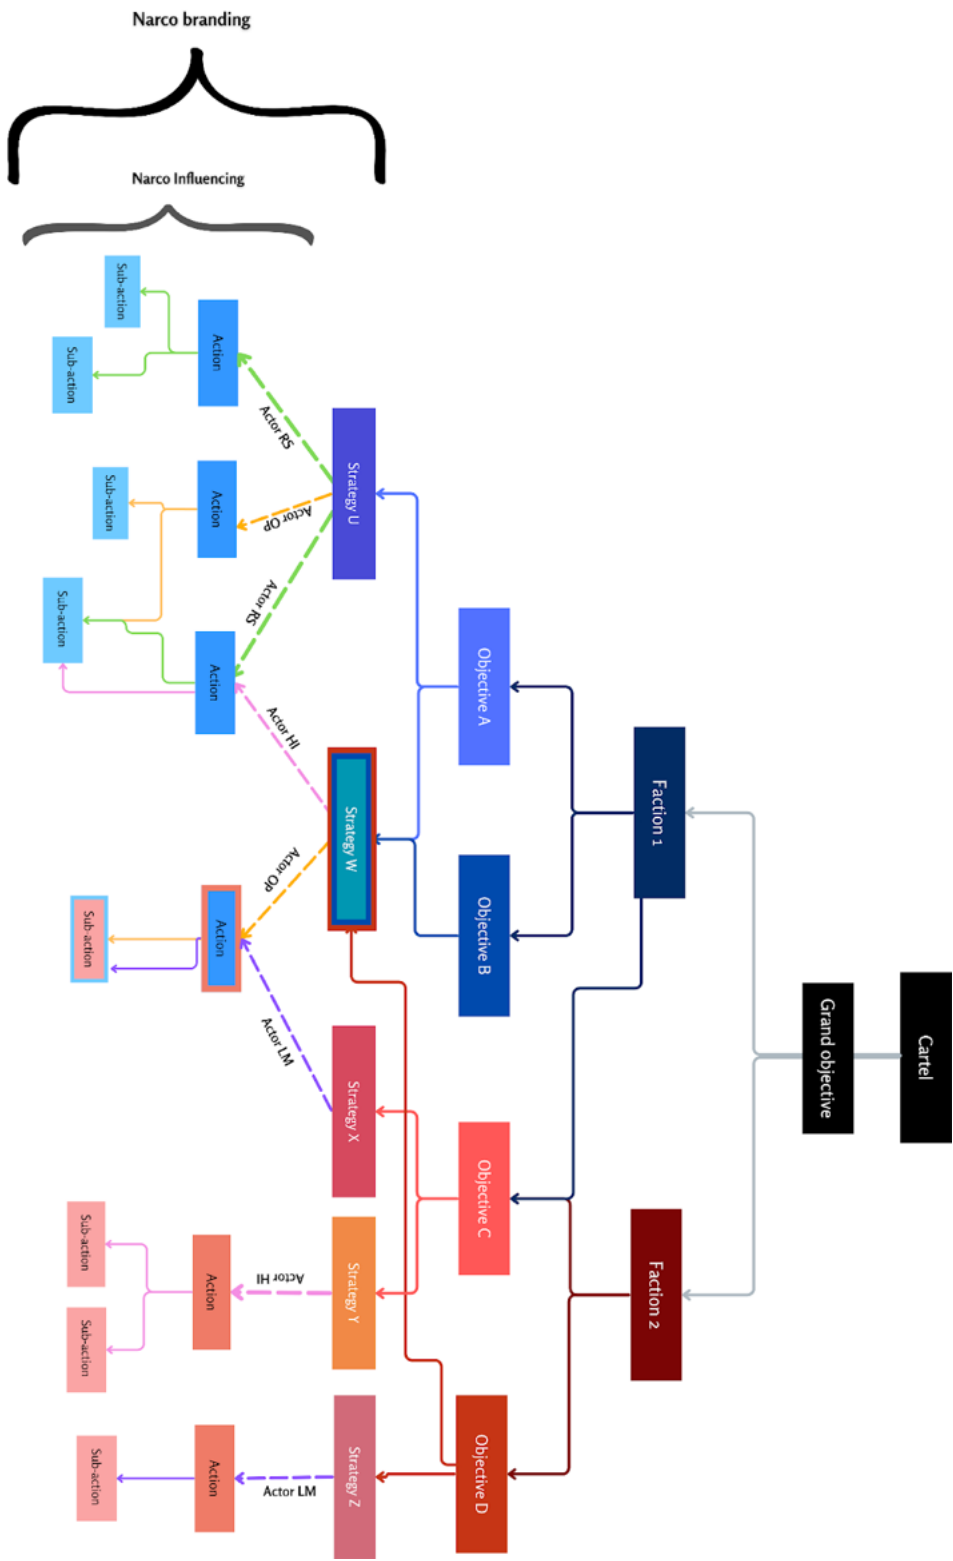 Narco branding
Narco Influencing
Cartel
Grand objective
Faction 1
Faction 2
Objective A
Objective B
Objective C
Objective D
Strategy U
Strategy W
Strategy X
Strategy Y
Strategy Z
Actor RS
Actor OP
Actor RS
Actor HI
Actor OP
Actor LM
Actor HI
Actor LM
Action
Action
Action
Action
Action
Action
Sub-action
Sub-action
Sub-action
Sub-action
Sub-action
Sub-action
Sub-action
Sub-action